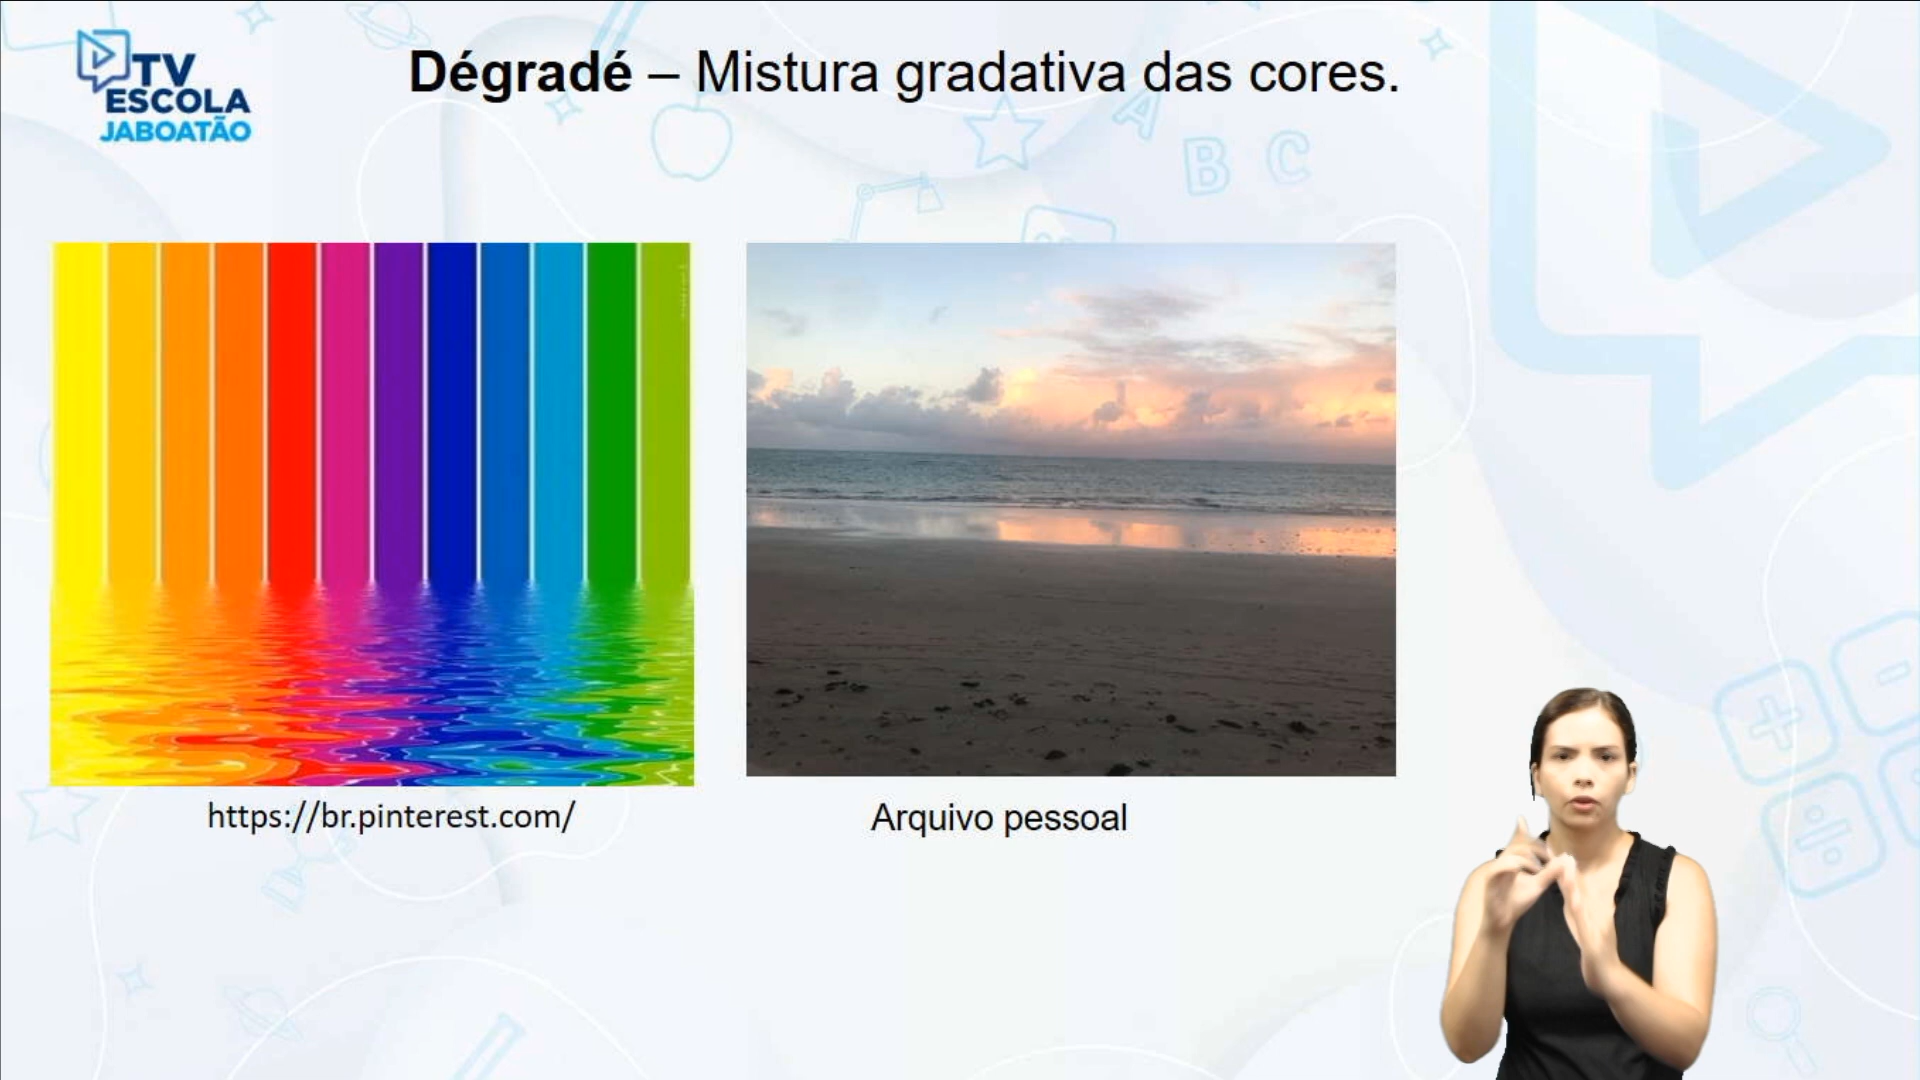 TV
ESCOLA
JABOATÃO
Dégradé – Mistura gradativa das cores.
A
B C
https://br.pinterest.com/
Arquivo pessoal